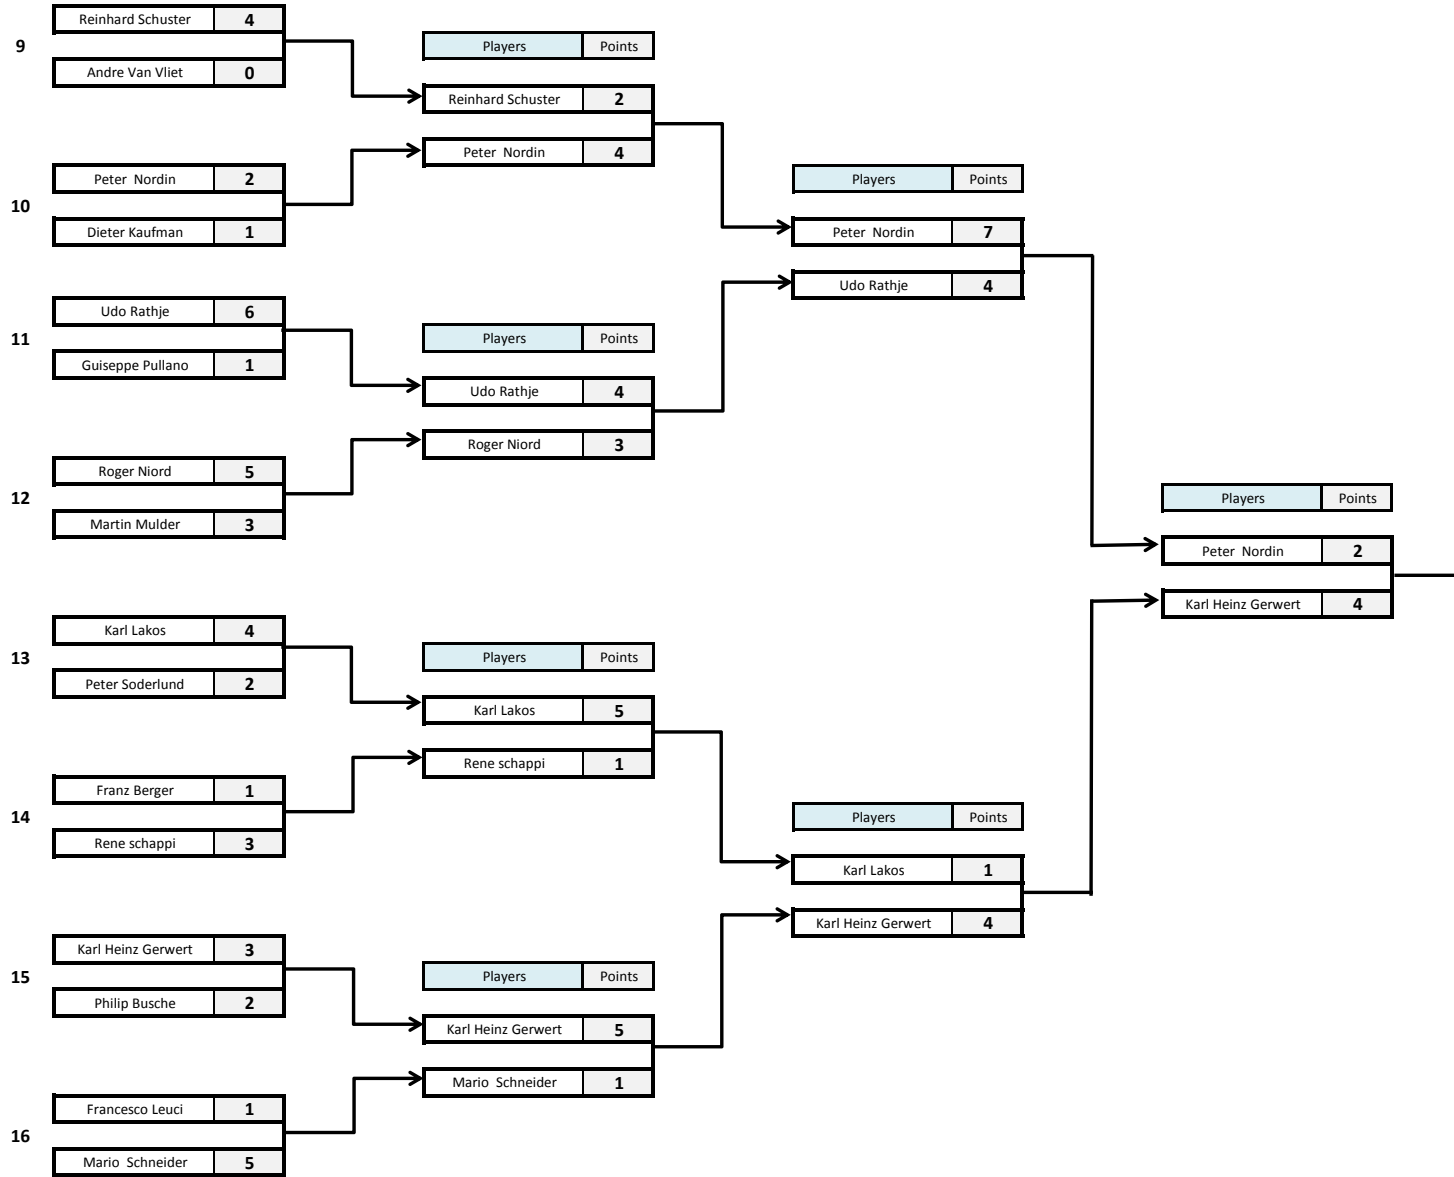 9
Reinhard Schuster 4
Andre Van Vliet 0
10
Peter Nordin 2
Dieter Kaufman 1
11
Udo Rathje 6
Guiseppe Pullano 1
12
Roger Niord 5
Martin Mulder 3
13
Karl Lakos 4
Peter Soderlund 2
14
Franz Berger 1
Rene schappi 3
15
Karl Heinz Gerwert 3
Philip Busche 2
16
Francesco Leuci 1
Mario Schneider 5
Players Points
Reinhard Schuster 2
Peter Nordin 4
Players Points
Udo Rathje 4
Roger Niord 3
Players Points
Karl Lakos 5
Rene schappi 1
Players Points
Karl Heinz Gerwert 5
Mario Schneider 1
Players Points
Peter Nordin 7
Udo Rathje 4
Players Points
Karl Lakos 1
Karl Heinz Gerwert 4
Players Points
Peter Nordin 2
Karl Heinz Gerwert 4